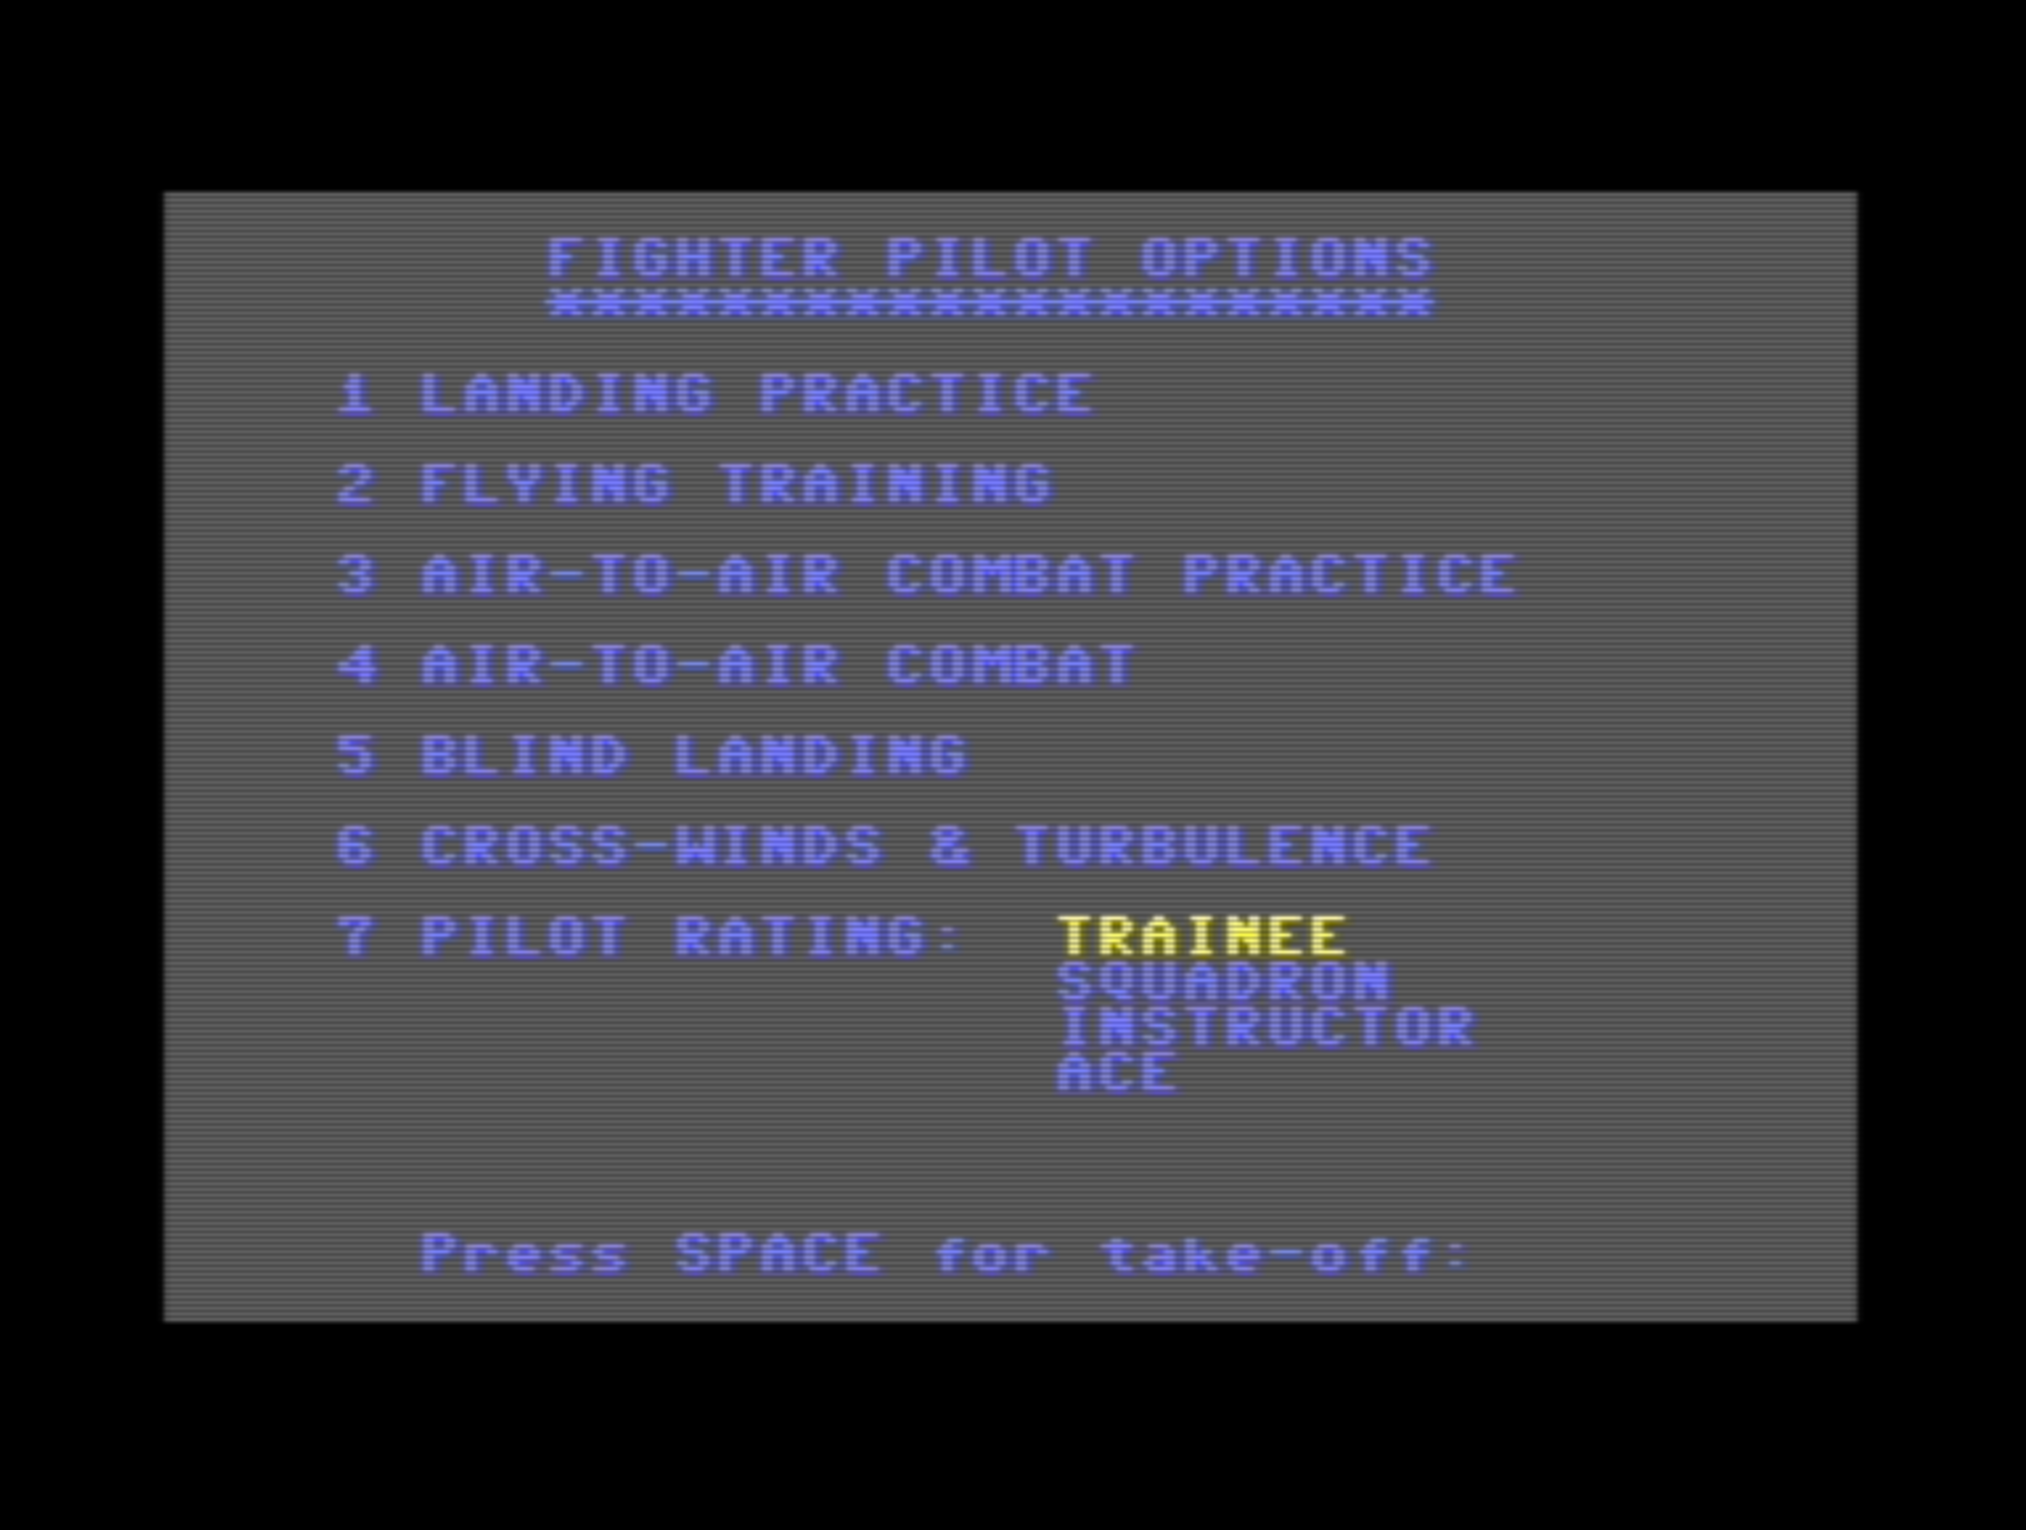 FIGHTER PILOT OPTIONS
*********************
1 LANDING PRACTICE
2 FLYING TRAINING
3 AIR-TO-AIR COMBAT PRACTICE
4 AIR-TO-AIR COMBAT
5 BLIND LANDING
6 CROSS-WINDS & TURBULENCE
7 PILOT RATING: TRAINEE
SQUADRON
INSTRUCTOR
ACE
Press SPACE for take-off: